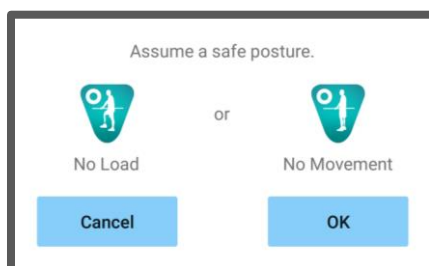 Assume a safe posture.
or
No Load
No Movement
Cancel
OK